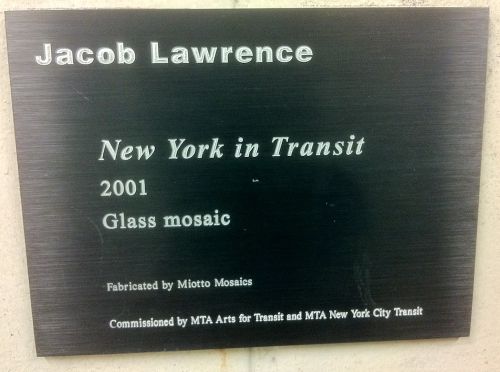 Jacob Lawrence
New York in Transit
2001
Glass mosaic
Fabricated by Miotto Mosaics
Commissioned by MTA Arts for Transit and MTA New York City Transit